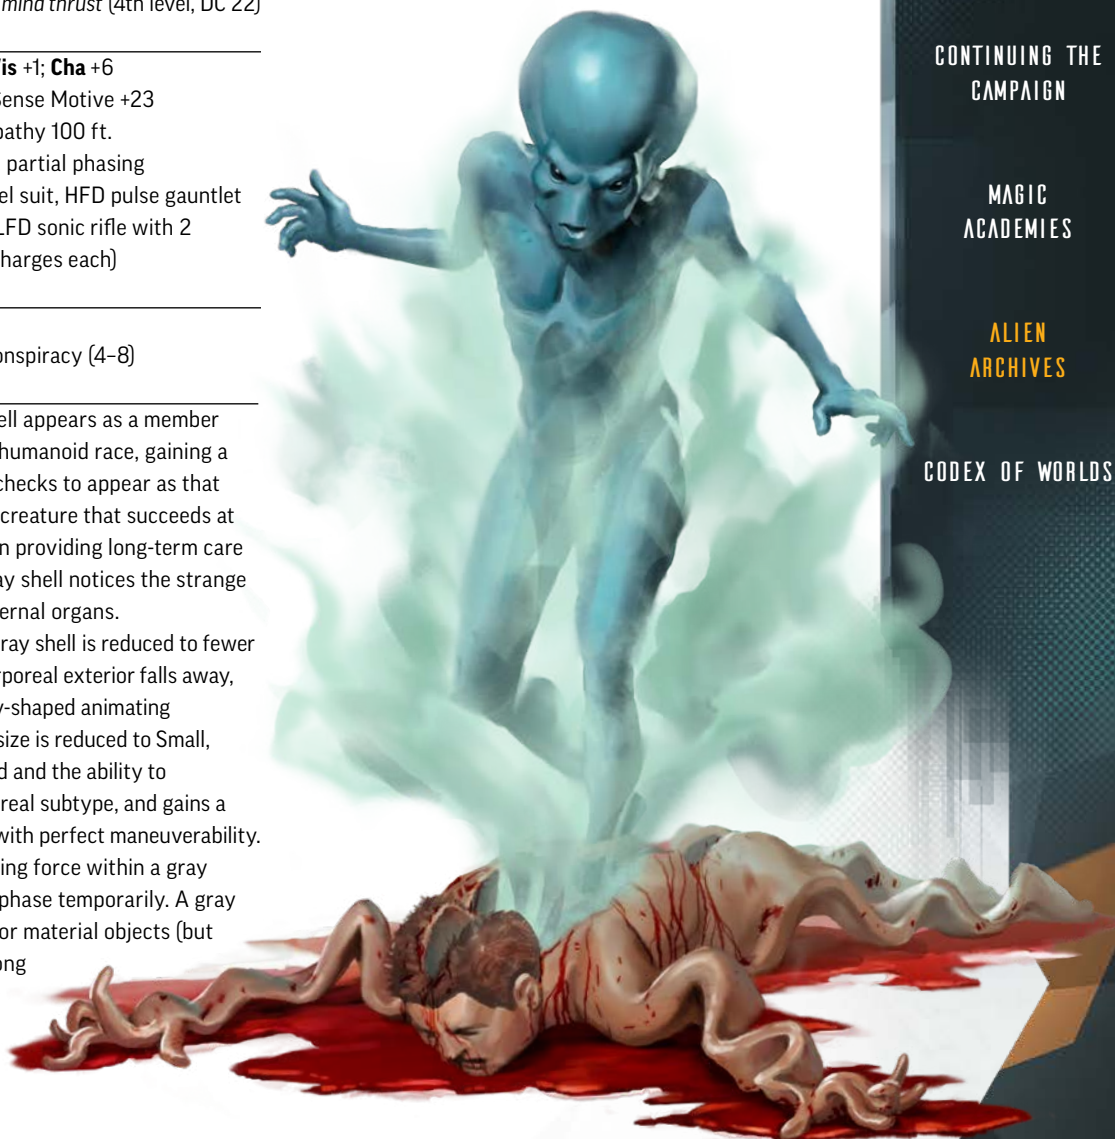 mind thrust (4th level, DC 22)
Wis +1; Cha +6
Sense Motive +23
pathy 100 ft.
partial phasing
el suit, HFD pulse gauntlet
LFD sonic rifle with 2
charges each)
onspiracy (4–8)
ell appears as a member
humanoid race, gaining a
checks to appear as that
creature that succeeds at
n providing long-term care
ay shell notices the strange
ternal organs.
ray shell is reduced to fewer
rporeal exterior falls away,
y-shaped animating
size is reduced to Small,
d and the ability to
real subtype, and gains a
with perfect maneuverability.
ing force within a gray
phase temporarily. A gray
or material objects (but
ong
CONTINUING THE
CAMPAIGN
MAGIC
ACADEMIES
ALIEN
ARCHIVES
CODEX OF WORLDS